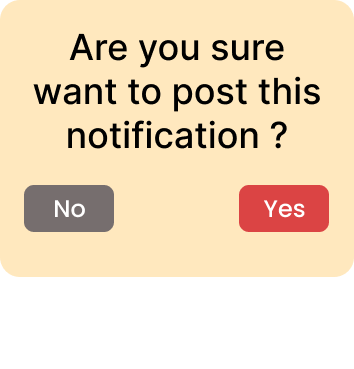 Are you sure
want to post this
notification ?
No
Yes